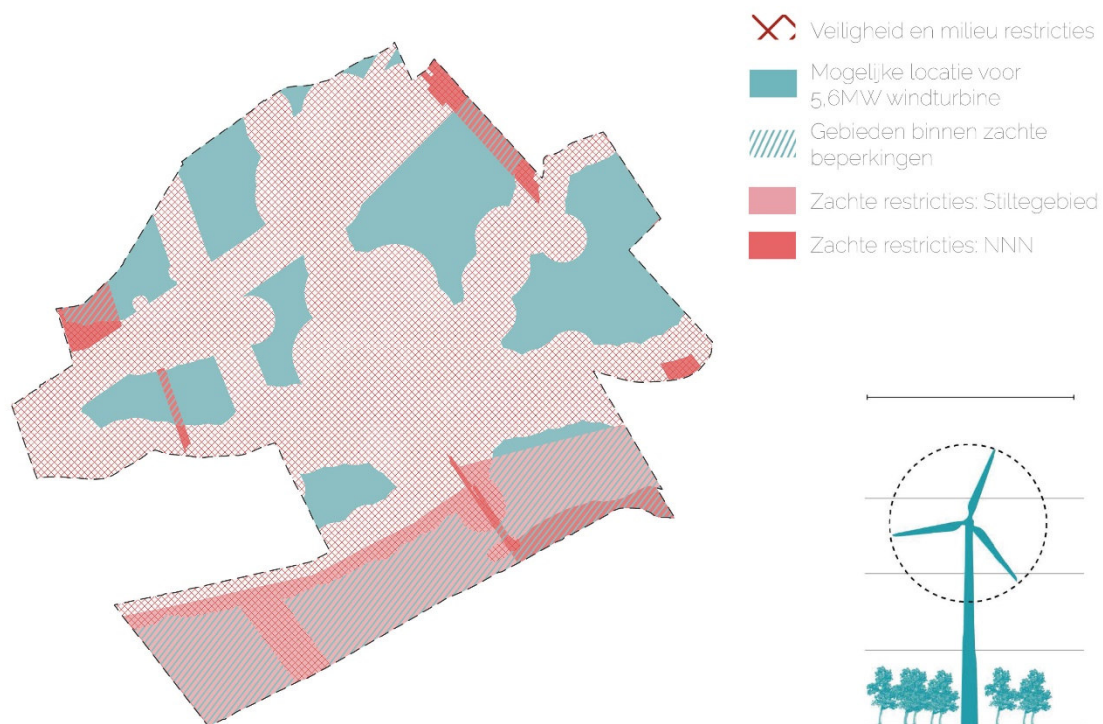 Veiligheid en milieu restricties
Mogelijke locatie voor
5,6MW windturbine
Gebieden binnen zachte
beperkingen
Zachte restricties: Stiltegebied
Zachte restricties: NNN